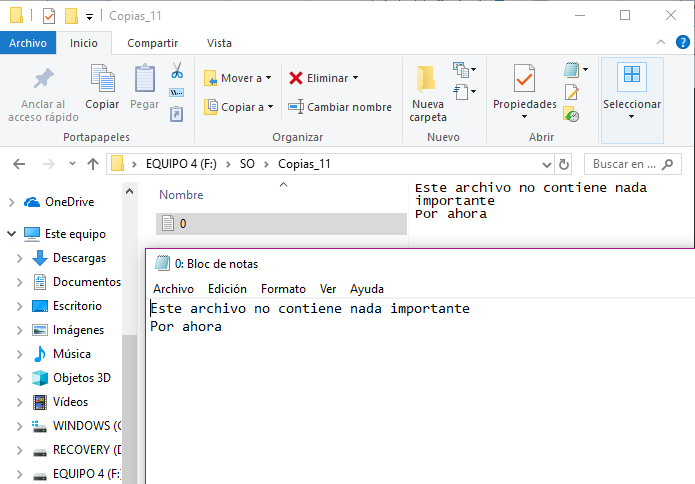 Copias_11
Archivo
Inicio
Compartir
Vista
Anclar al
acceso rápido
Copiar
Pegar
Portapapeles
Mover a
Copiar a
Eliminar
Cambiar nombre
Organizar
Nueva
carpeta
Nuevo
Propiedades
Abrir
Seleccionar
EQUIPO 4 (F:) > SO > Copias_11
Buscar en ...
OneDrive
Este equipo
Descargas
Documentos
Escritorio
Imágenes
Música
Objetos 3D
Vídeos
WINDOWS (C
RECOVERY (D
EQUIPO 4 (F:
Nombre
0
Este archivo no contiene nada
importante
Por ahora
0: Bloc de notas
Archivo Edición Formato Ver Ayuda
Este archivo no contiene nada importante
Por ahora